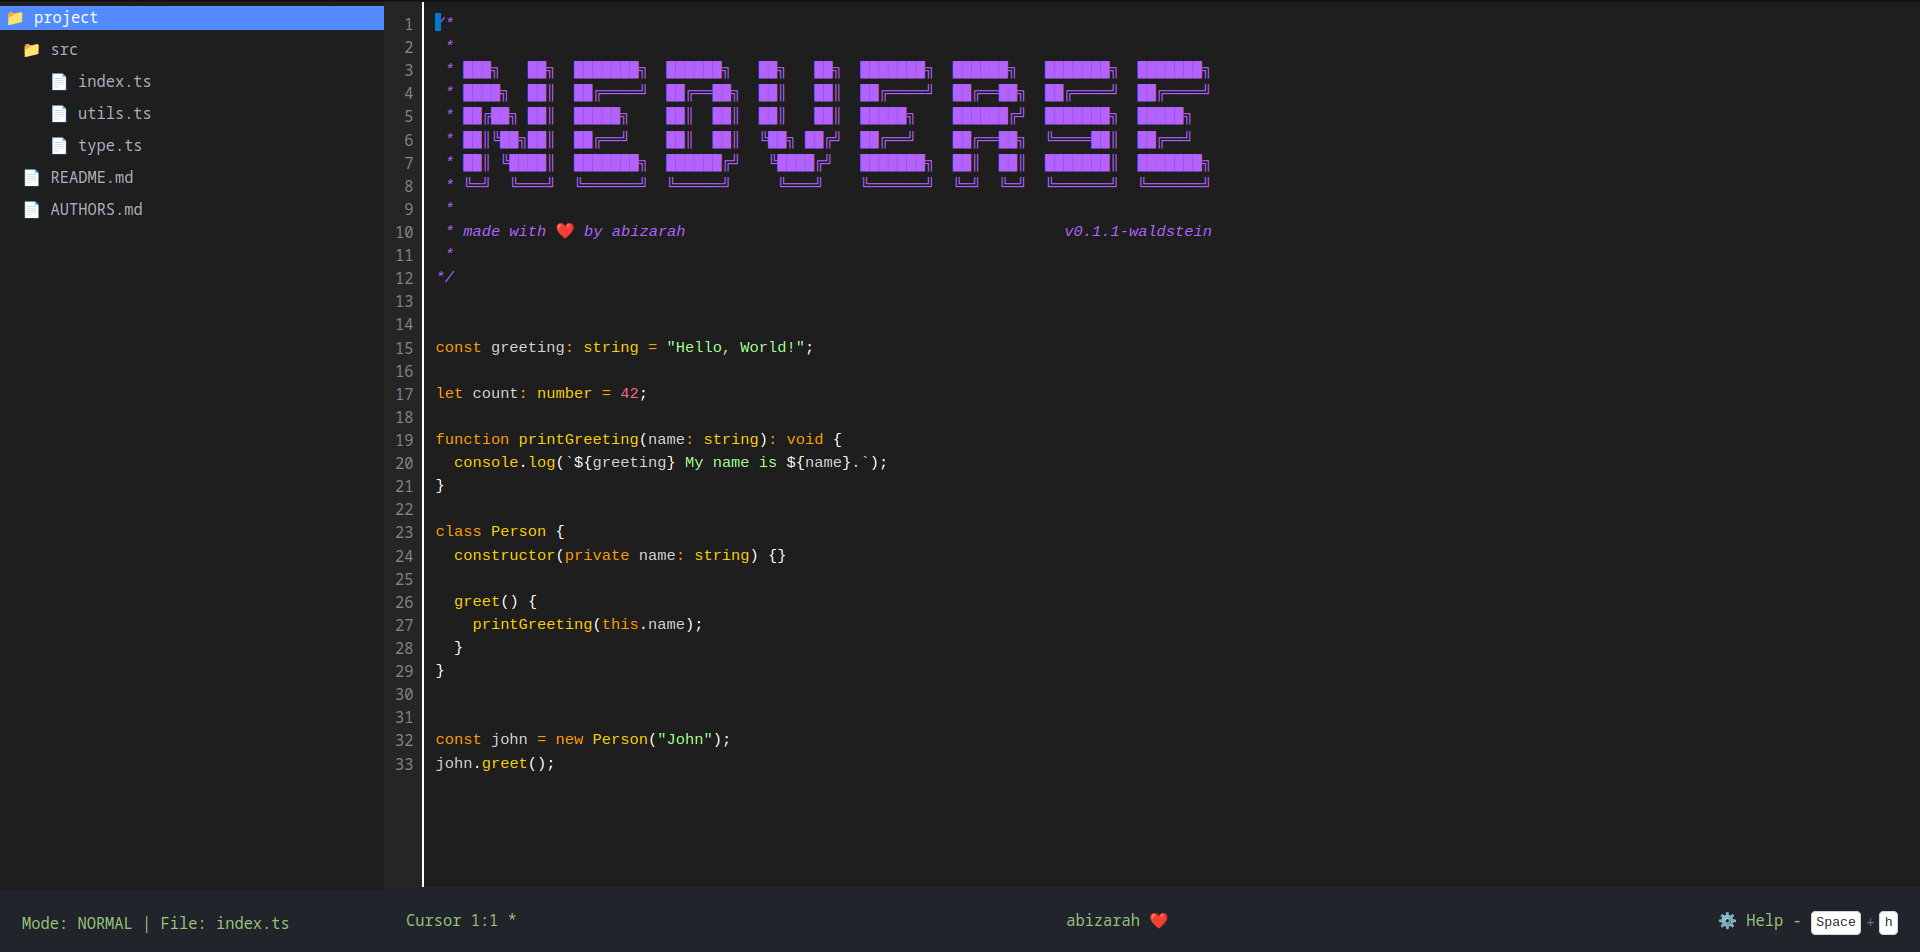 project
src
index.ts
utils.ts
type.ts
README.md
AUTHORS.md
1 /*
2 *
3 * ███╗   ██╗  ███████╗  ██████╗   ██╗   ██╗  ███████╗  ██████╗   ███████╗  ███████╗
4 * ████╗  ██║  ██╔════╝  ██╔══██╗  ██║   ██║  ██╔════╝  ██╔══██╗  ██╔════╝  ██╔════╝
5 * ██╔██╗ ██║  █████╗    ██║  ██║  ██║   ██║  █████╗    ██████╔╝  ███████╗  █████╗
6 * ██║╚██╗██║  ██╔══╝    ██║  ██║  ╚██╗ ██╔╝  ██╔══╝    ██╔══██╗  ╚════██║  ██╔══╝
7 * ██║ ╚████║  ███████╗  ██████╔╝   ╚████╔╝   ███████╗  ██║  ██║  ███████║  ███████╗
8 * ╚═╝  ╚═══╝  ╚══════╝  ╚═════╝     ╚═══╝    ╚══════╝  ╚═╝  ╚═╝  ╚══════╝  ╚══════╝
9 *
10 * made with ❤️ by abizarah v0.1.1-waldstein
11 *
12 */
13
14
15 const greeting: string = "Hello, World!";
16
17 let count: number = 42;
18
19 function printGreeting(name: string): void {
20   console.log(`${greeting} My name is ${name}.`);
21 }
22
23 class Person {
24   constructor(private name: string) {}
25
26   greet() {
27     printGreeting(this.name);
28   }
29 }
30
31
32 const john = new Person("John");
33 john.greet();
Mode: NORMAL | File: index.ts
Cursor 1:1 *
abizarah ❤️
⚙️ Help - Space + h